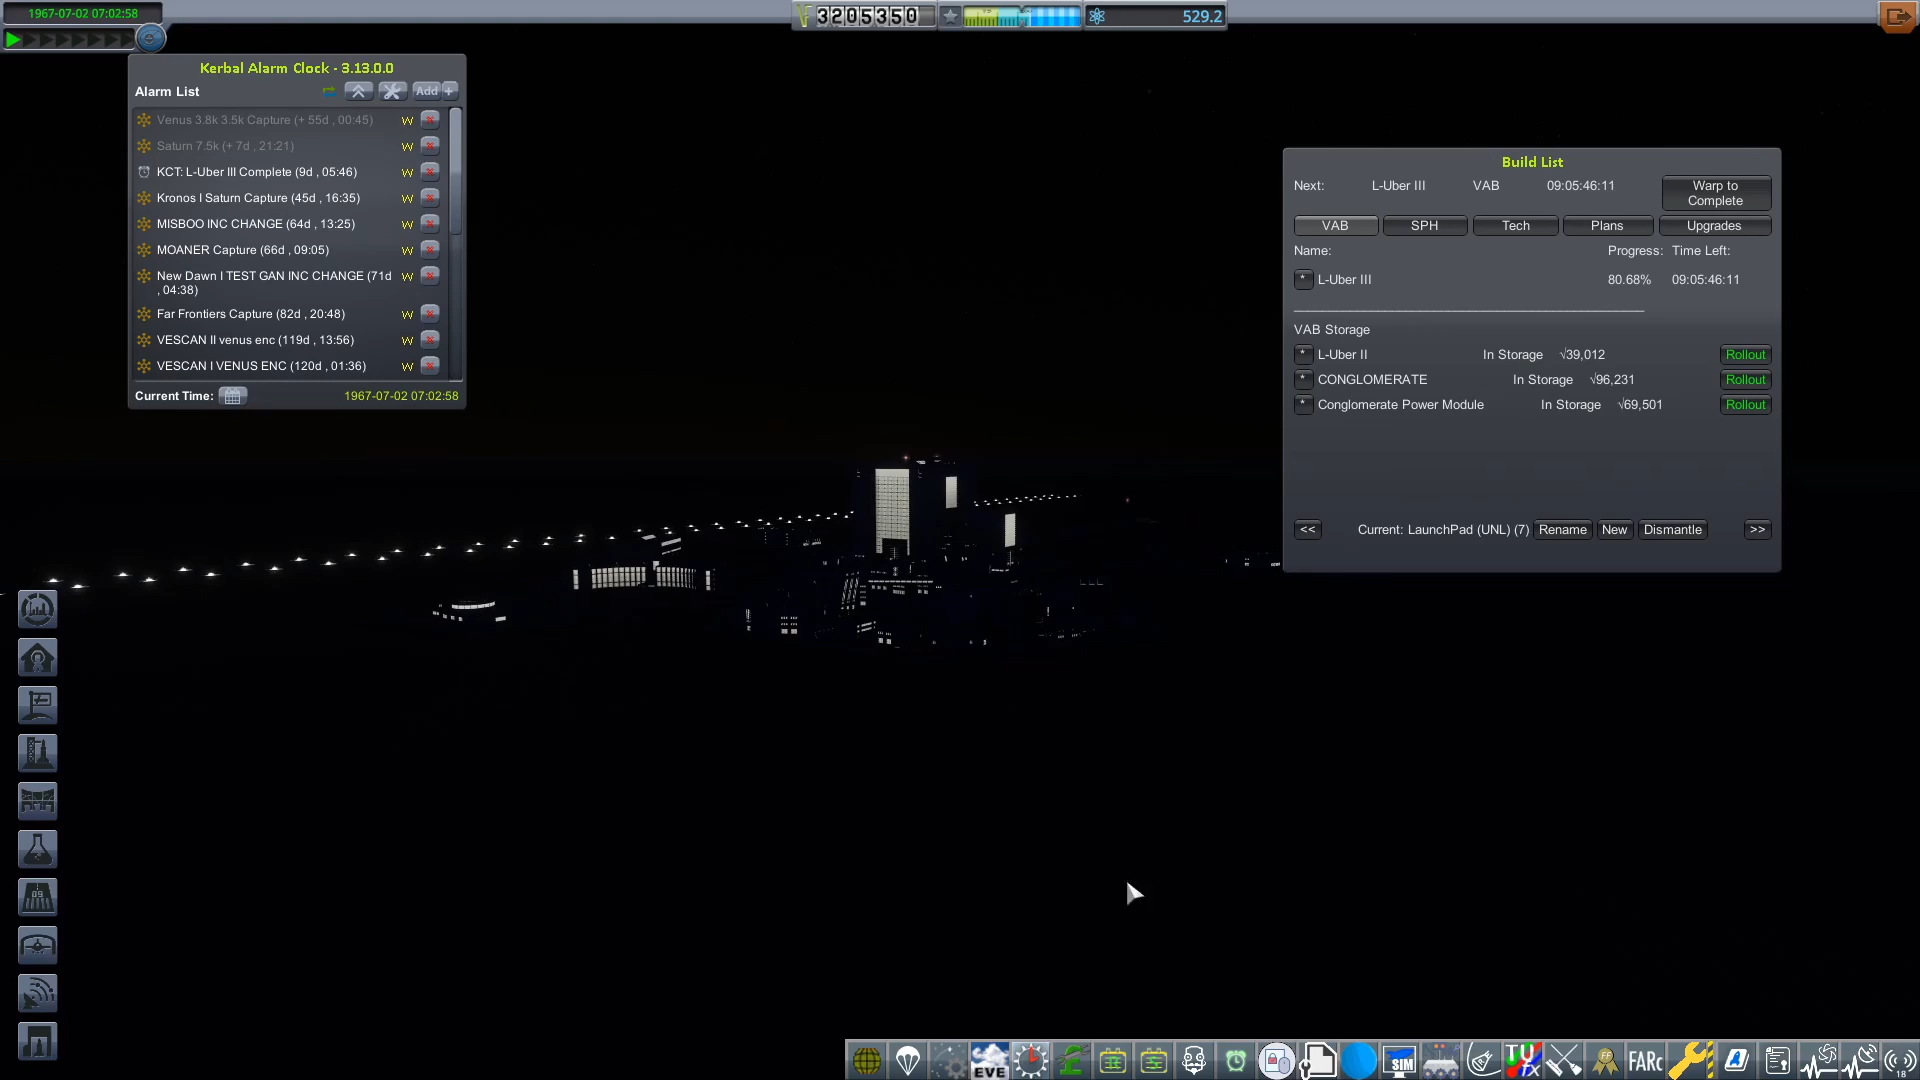 1967-07-02 07:02:58
3205350
529.2
Kerbal Alarm Clock - 3.13.0.0
Alarm List
Add +
Venus 3.8k 3.5k Capture (+ 55d , 00:45) W
Saturn 7.5k (+ 7d , 21:21) W
KCT: L-Uber III Complete (9d , 05:46) W
Kronos I Saturn Capture (45d , 16:35) W
MISBOO INC CHANGE (64d , 13:25) W
MOANER Capture (66d , 09:05) W
New Dawn I TEST GAN INC CHANGE (71d W
, 04:38)
Far Frontiers Capture (82d , 20:48) W
VESCAN II venus enc (119d , 13:56) W
VESCAN I VENUS ENC (120d , 01:36) W
Current Time: 1967-07-02 07:02:58
Build List
Next: L-Uber III VAB 09:05:46:11
Warp to
Complete
VAB SPH Tech Plans Upgrades
Name: Progress: Time Left:
* L-Uber III 80.68% 09:05:46:11
VAB Storage
* L-Uber II In Storage √39,012 Rollout
* CONGLOMERATE In Storage √96,231 Rollout
* Conglomerate Power Module In Storage √69,501 Rollout
<< Current: LaunchPad (UNL) (7) Rename New Dismantle >>
09
EVE
SIM
TU
FARc
18